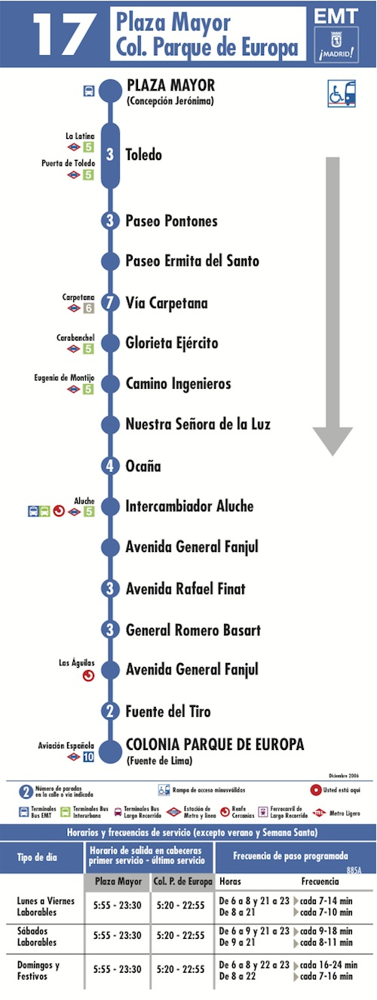 17
Plaza Mayor
Col. Parque de Europa
EMT
¡MADRID!
PLAZA MAYOR
(Concepción Jerónima)
La Latina
5
Puerta de Toledo
5
3
Toledo
3
Paseo Pontones
Paseo Ermita del Santo
Carpetana
6
7
Vía Carpetana
Carabanchel
5
Glorieta Ejército
Eugenia de Montijo
5
Camino Ingenieros
Nuestra Señora de la Luz
4
Ocaña
Aluche
5
Intercambiador Aluche
Avenida General Fanjul
3
Avenida Rafael Finat
3
General Romero Basart
Las Águilas
Avenida General Fanjul
2
Fuente del Tiro
Aviación Española
10
COLONIA PARQUE DE EUROPA
(Fuente de Lima)
Diciembre 2006
2
Número de paradas
en la calle o vía indicada
Rampa de acceso minusválidos
Usted está aquí
Terminales
Bus EMT
Terminales Bus
Interurbano
Terminales Bus
Largo Recorrido
Estación de
Metro y línea
Renfe
Cercanías
Ferrocarril de
Largo Recorrido
ML
Metro Ligero
Horarios y frecuencias de servicio (excepto verano y Semana Santa)
Tipo de día
Horario de salida en cabeceras
primer servicio - último servicio
Frecuencia de paso programada
885A
Plaza Mayor
Col. P. de Europa
Horas
Frecuencia
Lunes a Viernes
Laborables
5:55 - 23:30
5:20 - 22:55
De 6 a 8 y 21 a 23
cada 7-14 min
De 8 a 21
cada 7-10 min
Sábados
Laborables
5:55 - 23:30
5:20 - 22:55
De 6 a 9 y 21 a 23
cada 9-18 min
De 9 a 21
cada 8-11 min
Domingos y
Festivos
5:55 - 23:30
5:20 - 22:55
De 6 a 8 y 22 a 23
cada 16-24 min
De 8 a 22
cada 7-16 min